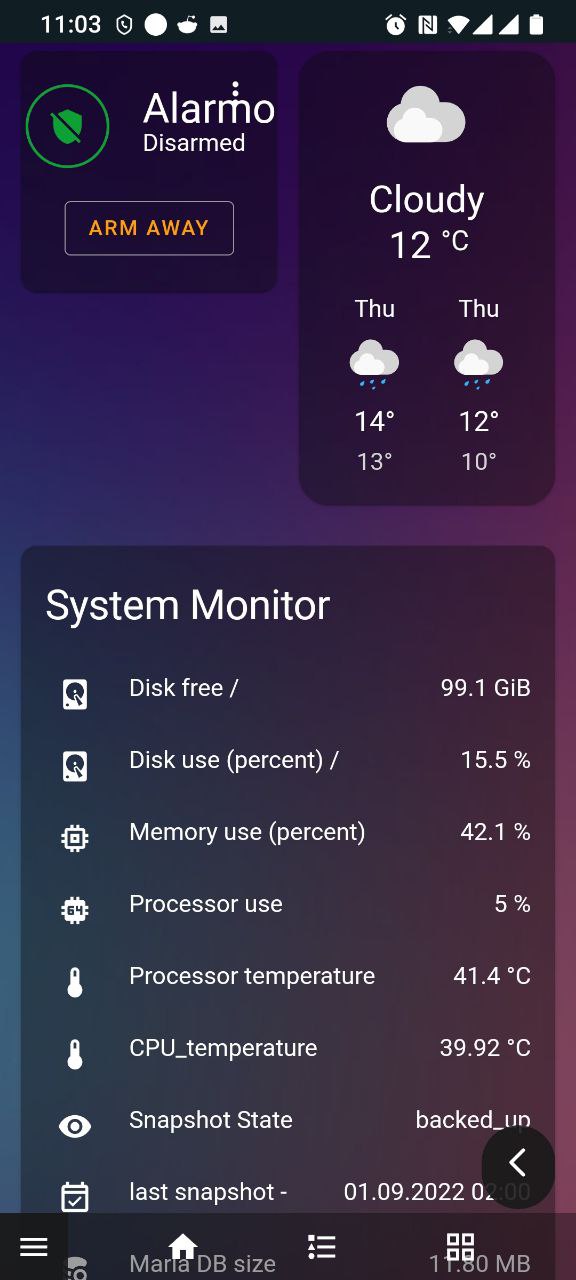 11:03
Alarmo
Disarmed
ARM AWAY
Cloudy
12 °C
Thu Thu
14° 12°
13° 10°
System Monitor
Disk free / 99.1 GiB
Disk use (percent) / 15.5 %
Memory use (percent) 42.1 %
64 Processor use 5 %
Processor temperature 41.4 °C
CPU_temperature 39.92 °C
Snapshot State backed_up
last snapshot - 01.09.2022 02:00
Maria DB size 11.80 MB